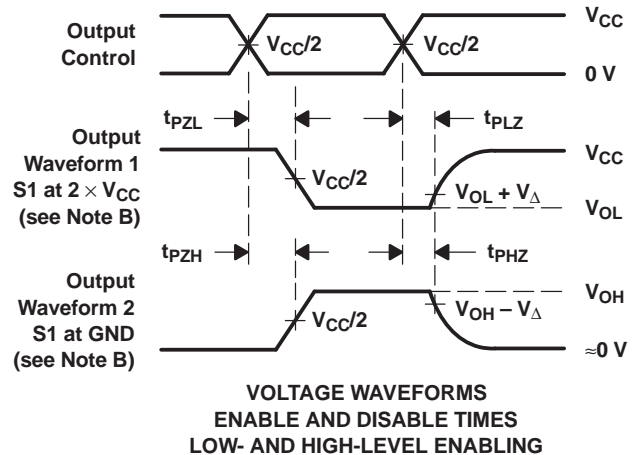 Output
Control
V_CC/2
V_CC/2
V_CC
0 V
t_PZL
t_PLZ
Output
Waveform 1
S1 at 2 × V_CC
(see Note B)
V_CC/2
V_CC
V_OL + V_Δ
V_OL
t_PZH
t_PHZ
Output
Waveform 2
S1 at GND
(see Note B)
V_CC/2
V_OH
V_OH – V_Δ
≈0 V
VOLTAGE WAVEFORMS
ENABLE AND DISABLE TIMES
LOW- AND HIGH-LEVEL ENABLING